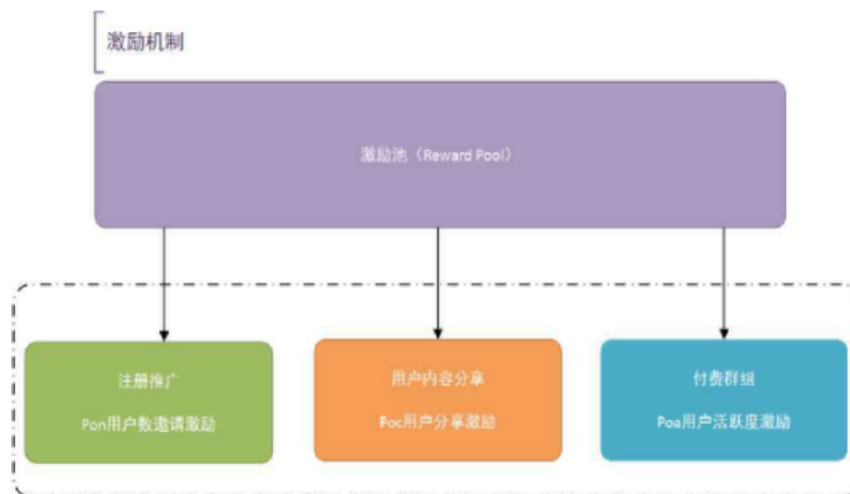 激励机制
激励池（Reward Pool）
注册推广
Pon用户数邀请激励
用户内容分享
Poc用户分享激励
付费群组
Poa用户活跃度激励